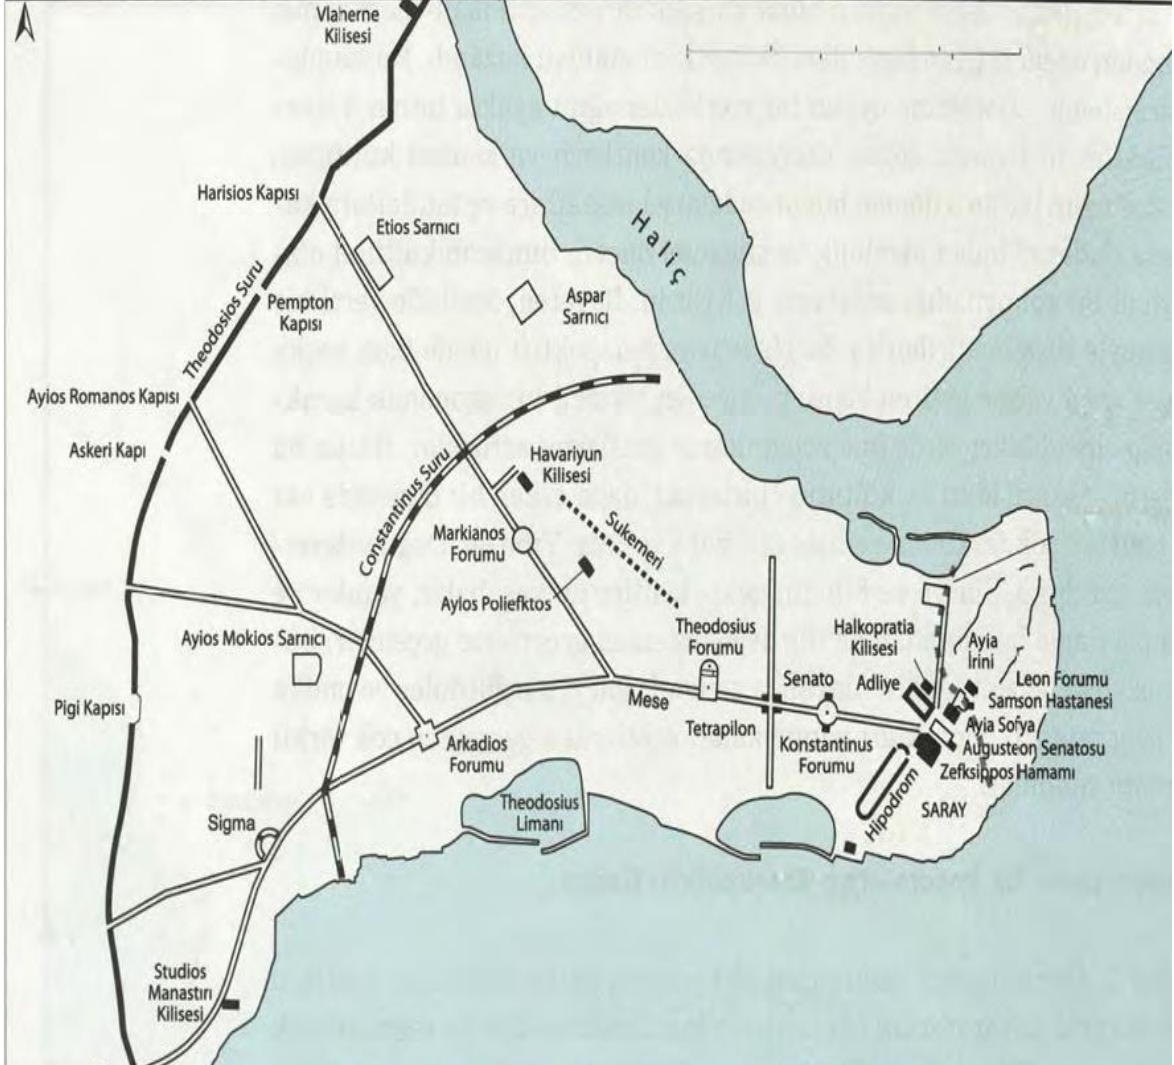 Vlaherne
Kilisesi
Harisios Kapısı
Etios Sarnıcı
Haliç
Theodosios Suru
Pempton
Kapısı
Aspar
Sarnıcı
Ayios Romanos Kapısı
Askeri Kapı
Constantinus Suru
Havariyun
Kilisesi
Sukemeri
Markianos
Forumu
Aylos Poliefktos
Ayios Mokios Sarnıcı
Theodosius
Forumu
Halkopratia
Kilisesi
Ayia
İrini
Pigi Kapısı
Mese
Senato
Adliye
Leon Forumu
Samson Hastanesi
Tetrapilon
Ayia Sofya
Arkadios
Forumu
Konstantinus
Forumu
Augusteon Senatosu
Zefksippos Hamamı
Sigma
Theodosius
Limanı
Hipodrom
SARAY
Studios
Manastırı
Kilisesi